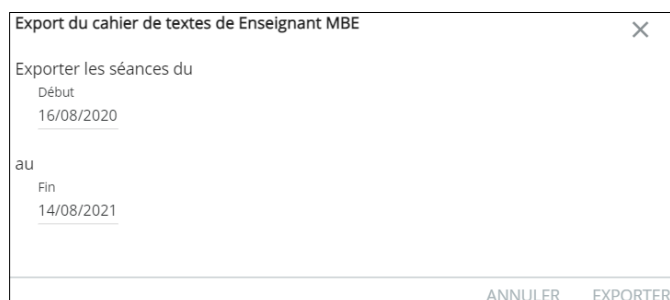 Export du cahier de textes de Enseignant MBE
Exporter les séances du
Début
16/08/2020
au
Fin
14/08/2021
ANNULER EXPORTER